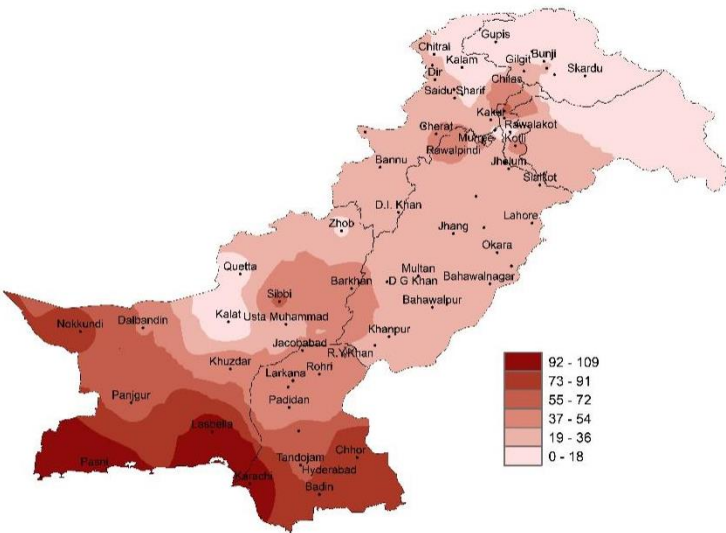 Gupis
Chitral
Bunji
Kalam
Gilgit
Skardu
Dir
Chilas
Saidu Sharif
Kakul
Cherat
Rawalakot
Murree
Kotli
Rawalpindi
Bannu
Jhelum
Sialkot
D.I. Khan
Lahore
Zhob
Jhang
Okara
Quetta
Multan
Sibbi
Barkhan
D G Khan
Bahawalnagar
Bahawalpur
Kalat
Usta Muhammad
Nokkundi
Dalbandin
Khanpur
Jacobabad
R.Y.Khan
Khuzdar
Rohri
Larkana
Panjgur
Padidan
Lasbella
Chhor
Tandojam
Pasni
Hyderabad
Karachi
Badin
92 - 109
73 - 91
55 - 72
37 - 54
19 - 36
0 - 18